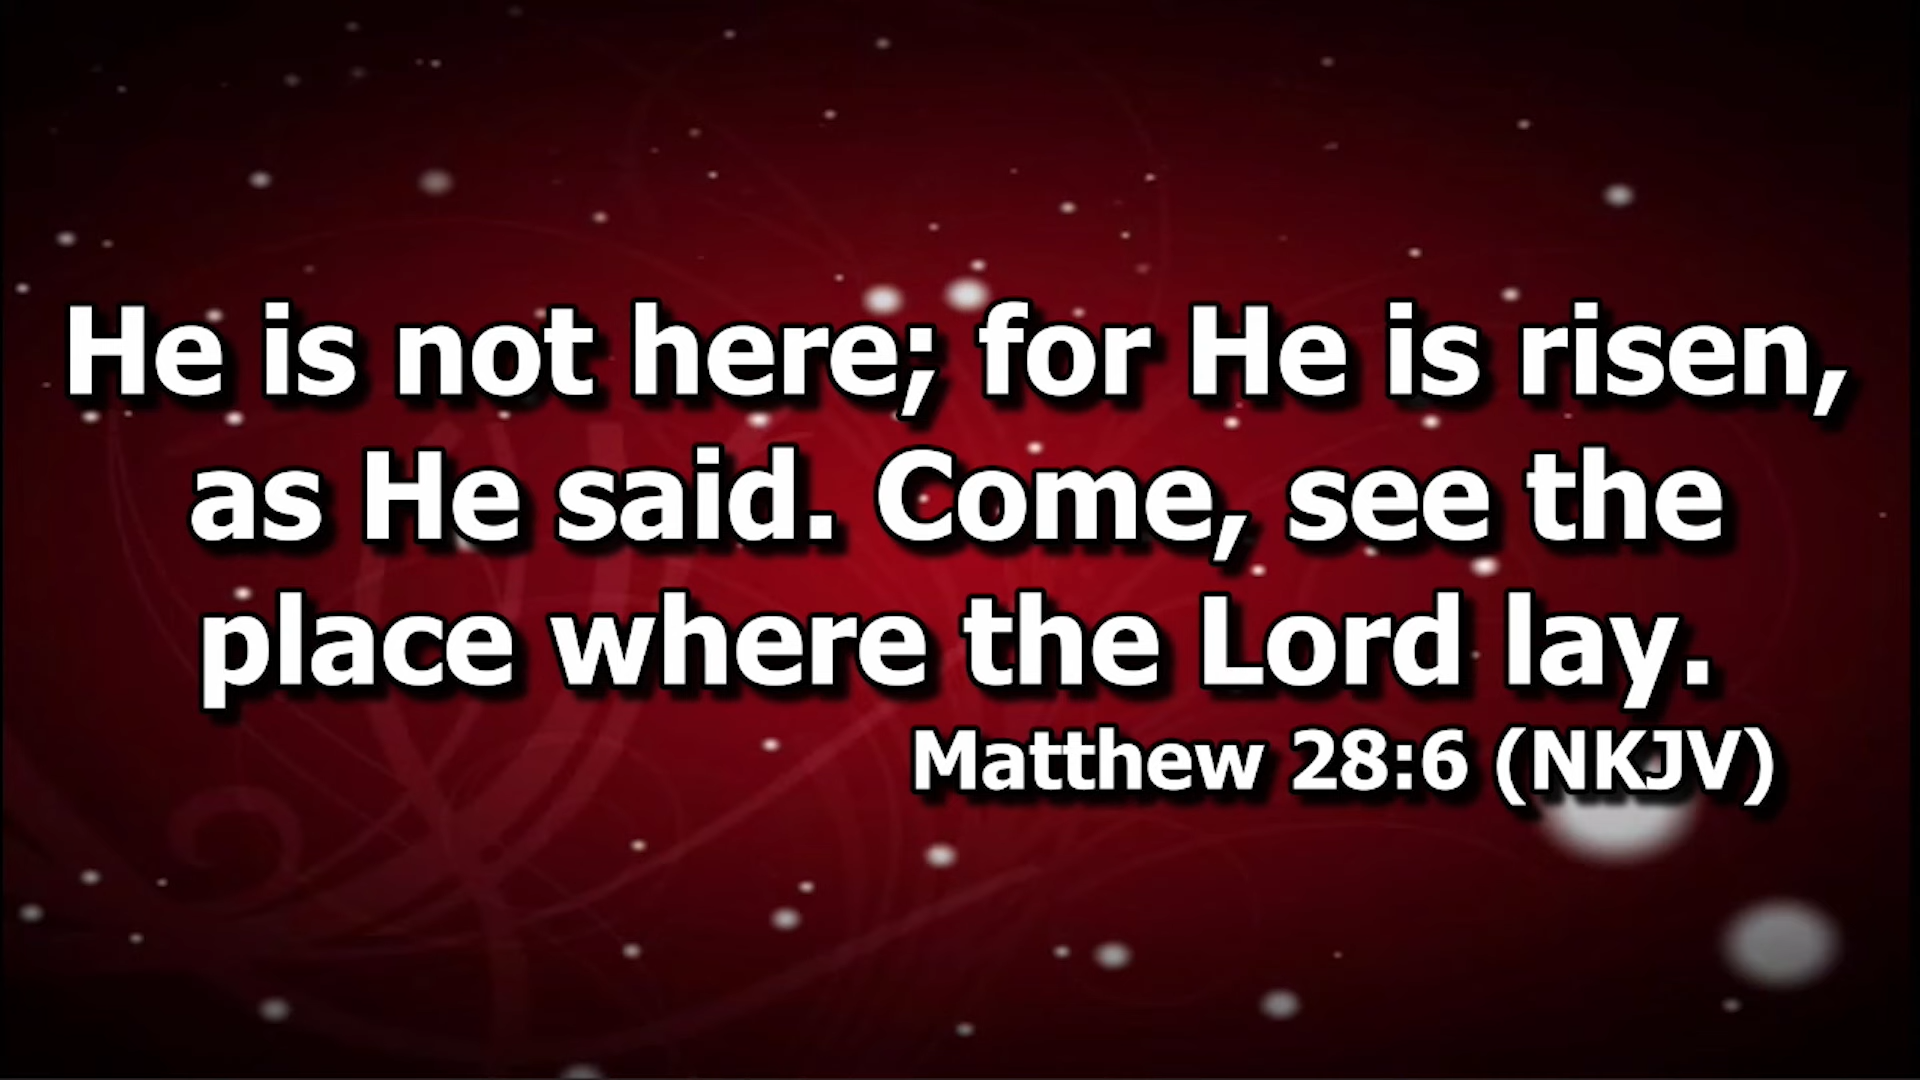 He is not here; for He is risen,
as He said. Come, see the
place where the Lord lay.
Matthew 28:6 (NKJV)